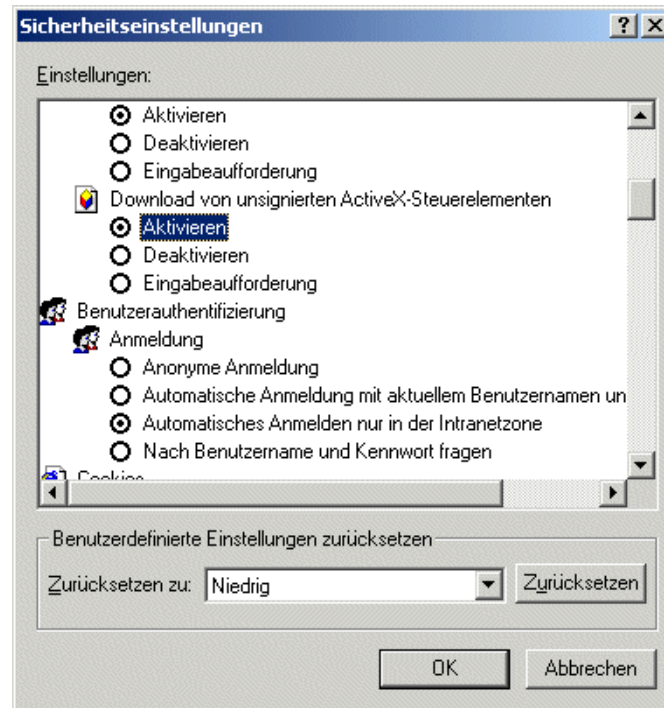 Sicherheitseinstellungen
Einstellungen:
Aktivieren
Deaktivieren
Eingabeaufforderung
Download von unsignierten ActiveX-Steuerelementen
Aktivieren
Deaktivieren
Eingabeaufforderung
Benutzerauthentifizierung
Anmeldung
Anonyme Anmeldung
Automatische Anmeldung mit aktuellem Benutzernamen un
Automatisches Anmelden nur in der Intranetzone
Nach Benutzername und Kennwort fragen
Cookies
Benutzerdefinierte Einstellungen zurücksetzen
Zurücksetzen zu: Niedrig Zurücksetzen
OK Abbrechen